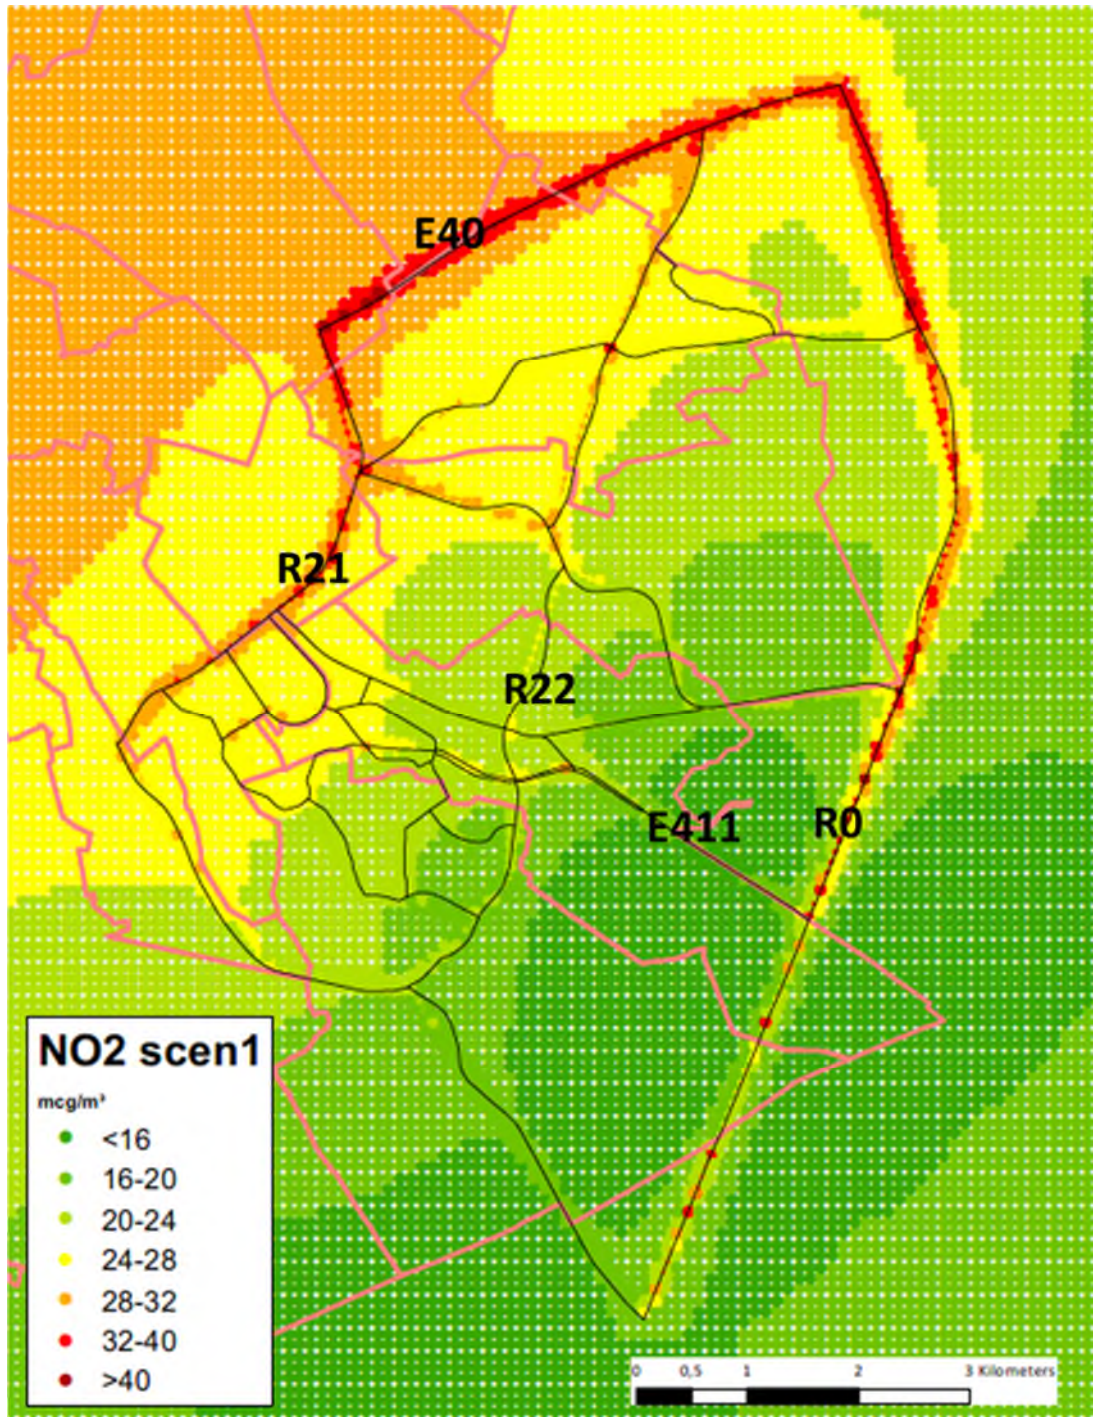 E40
R21
R22
E411
R0
NO2 scen1
mcg/m³
<16
16-20
20-24
24-28
28-32
32-40
>40
0 0,5 1 2 3 Kilometers